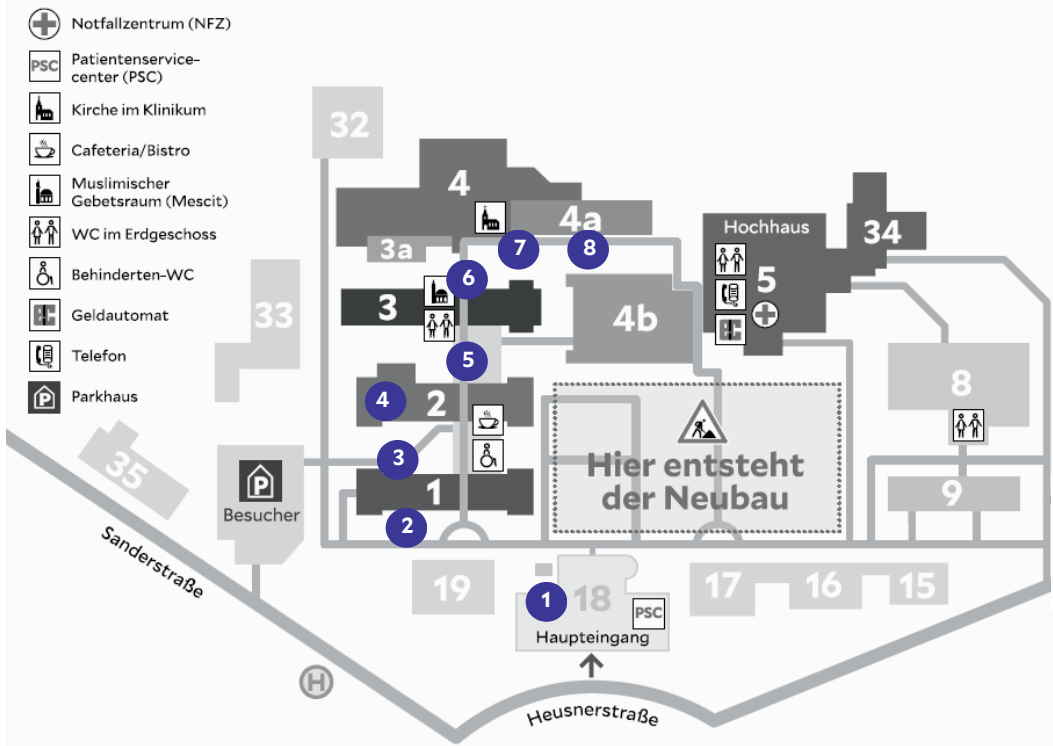 Notfallzentrum (NFZ)
PSC
Patientenservice-
center (PSC)
Kirche im Klinikum
Cafeteria/Bistro
Muslimischer
Gebetsraum (Mescit)
WC im Erdgeschoss
Behinderten-WC
EC
Geldautomat
Telefon
P
Parkhaus
32
4
4a
3a
7
8
Hochhaus
34
5
EC
6
3
33
4b
5
4
2
8
3
Hier entsteht
der Neubau
35
P
Besucher
1
9
2
Sanderstraße
19
1
18
PSC
Haupteingang
17
16
15
H
Heusnerstraße